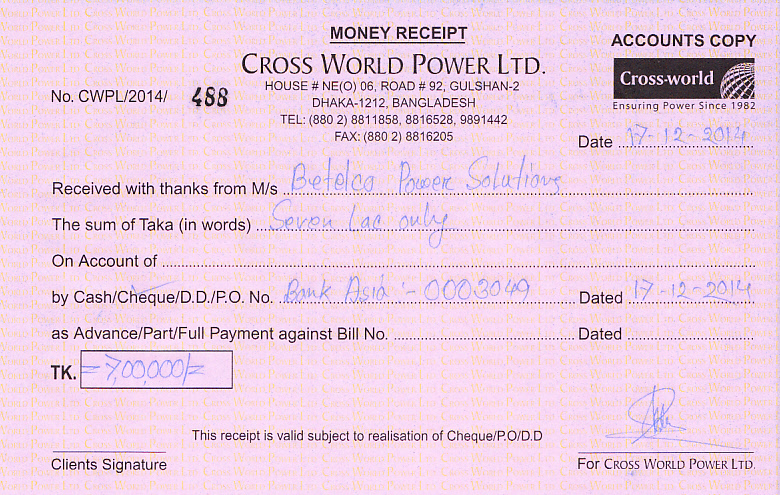 MONEY RECEIPT
ACCOUNTS COPY
CROSS WORLD POWER LTD.
Cross-world
Ensuring Power Since 1982
No. CWPL/2014/ 488
HOUSE # NE(O) 06, ROAD # 92, GULSHAN-2
DHAKA-1212, BANGLADESH
TEL: (880 2) 8811858, 8816528, 9891442
FAX: (880 2) 8816205
Date 17-12-2014
Received with thanks from M/s Betelco Power Solutions
The sum of Taka (in words) Seven Lac only
On Account of
by Cash/Cheque/D.D./P.O. No. Bank Asia :- 0003049 Dated 17-12-2014
as Advance/Part/Full Payment against Bill No. Dated
TK. =7,00,000/=
This receipt is valid subject to realisation of Cheque/P.O/D.D
Clients Signature
For CROSS WORLD POWER LTD.